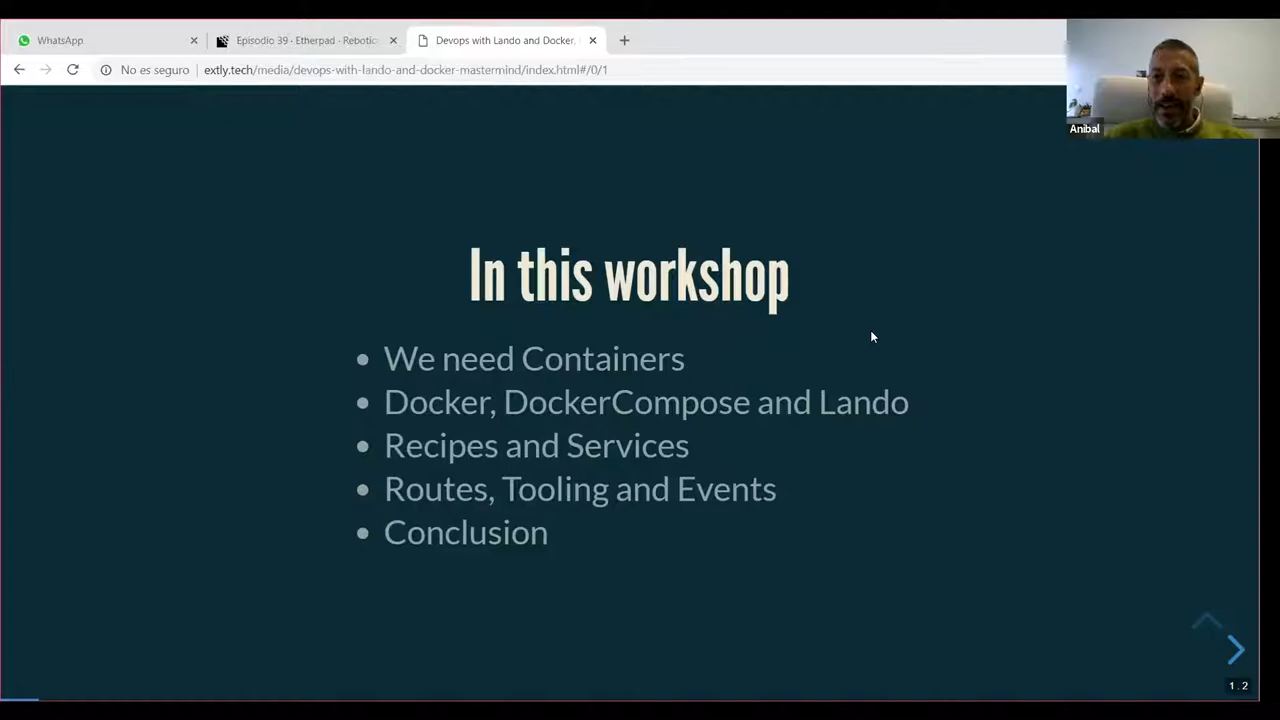 WhatsApp
Episodio 39 - Etherpad - Robotic
Devops with Lando and Docker,
No es seguro
extly.tech/media/devops-with-lando-and-docker-mastermind/index.html#/0/1
Anibal
In this workshop
We need Containers
Docker, DockerCompose and Lando
Recipes and Services
Routes, Tooling and Events
Conclusion
1.2